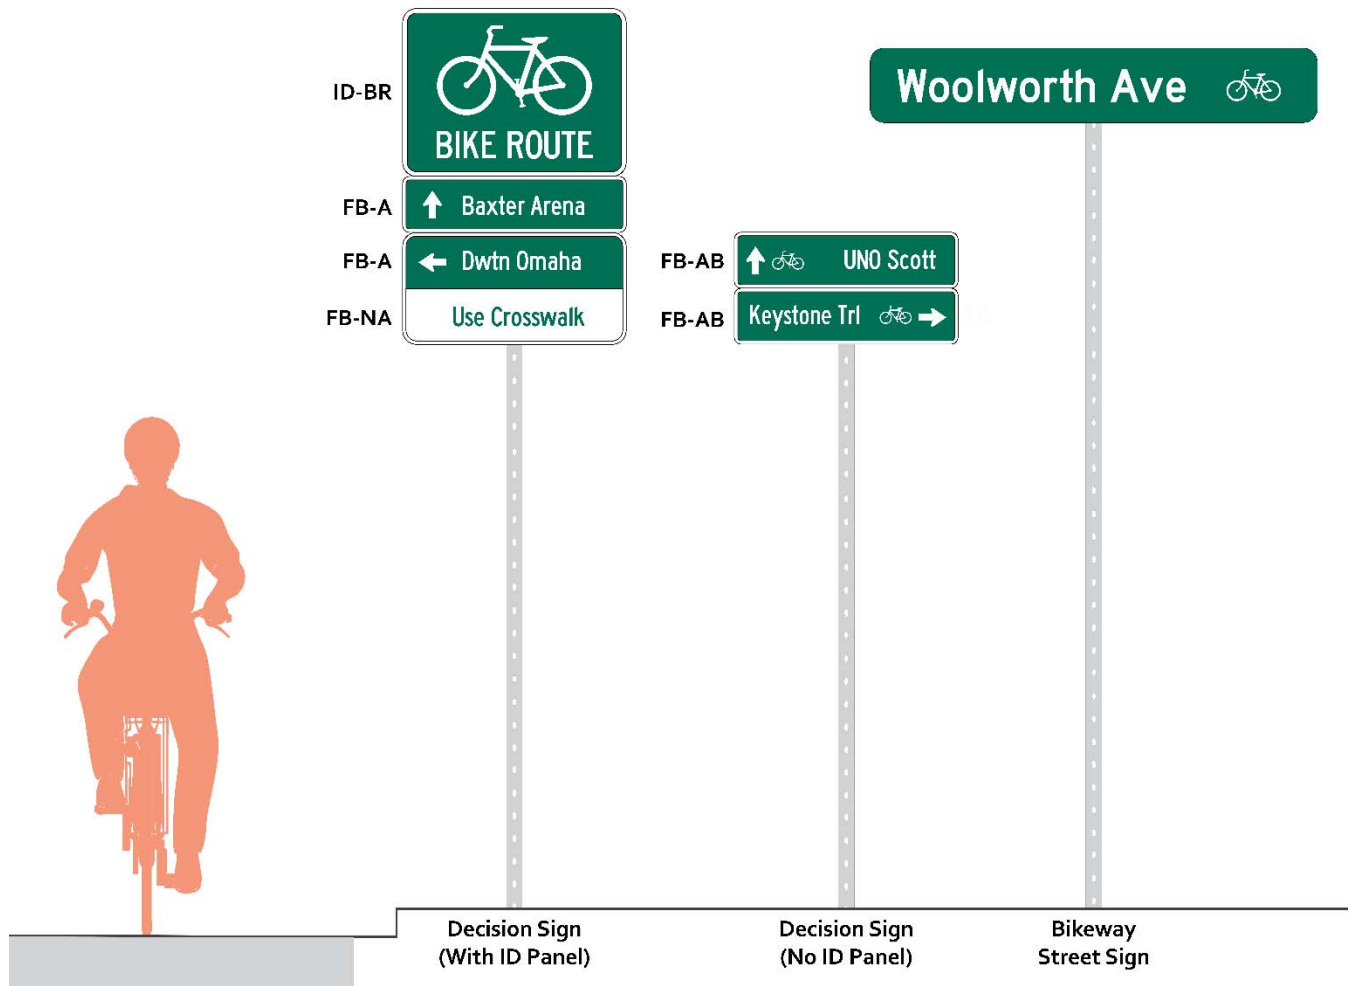 ID-BR
BIKE ROUTE
FB-A
Baxter Arena
FB-A
Dwtn Omaha
FB-NA
Use Crosswalk
FB-AB
UNO Scott
FB-AB
Keystone Trl
Woolworth Ave
Decision Sign
(With ID Panel)
Decision Sign
(No ID Panel)
Bikeway
Street Sign